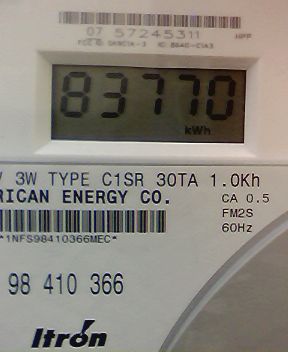 07 57245311
83770
kWh
3W TYPE C1SR 30TA 1.0Kh
RICAN ENERGY CO. CA 0.5
FM2S
*1NFS98410366MEC* 60Hz
98 410 366
Itron